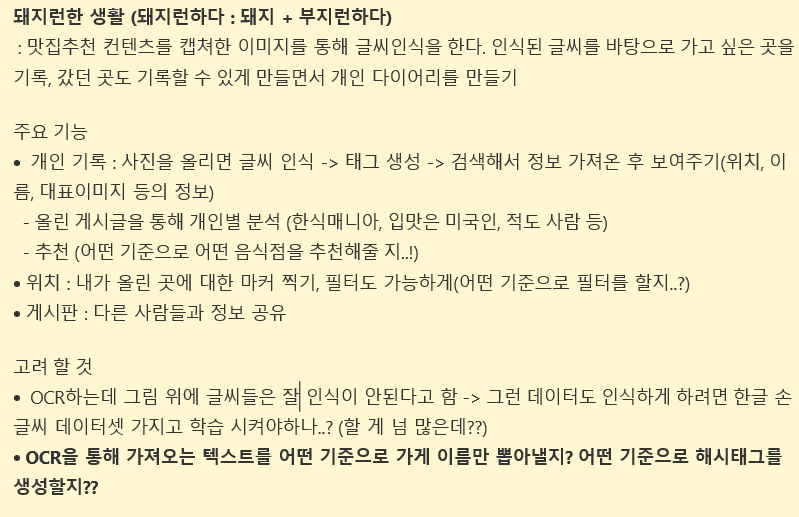 돼지런한 생활 (돼지런하다 : 돼지 + 부지런하다)
: 맛집추천 컨텐츠를 캡쳐한 이미지를 통해 글씨인식을 한다. 인식된 글씨를 바탕으로 가고 싶은 곳을
기록, 갔던 곳도 기록할 수 있게 만들면서 개인 다이어리를 만들기
주요 기능
• 개인 기록 : 사진을 올리면 글씨 인식 -> 태그 생성 -> 검색해서 정보 가져온 후 보여주기(위치, 이
름, 대표이미지 등의 정보)
- 올린 게시글을 통해 개인별 분석 (한식매니아, 입맛은 미국인, 적도 사람 등)
- 추천 (어떤 기준으로 어떤 음식점을 추천해줄 지..!)
• 위치 : 내가 올린 곳에 대한 마커 찍기, 필터도 가능하게(어떤 기준으로 필터를 할지..?)
• 게시판 : 다른 사람들과 정보 공유
고려 할 것
• OCR하는데 그림 위에 글씨들은 잘 인식이 안된다고 함 -> 그런 데이터도 인식하게 하려면 한글 손
글씨 데이터셋 가지고 학습 시켜야하나..? (할 게 넘 많은데??)
• OCR을 통해 가져오는 텍스트를 어떤 기준으로 가게 이름만 뽑아낼지? 어떤 기준으로 해시태그를
생성할지??